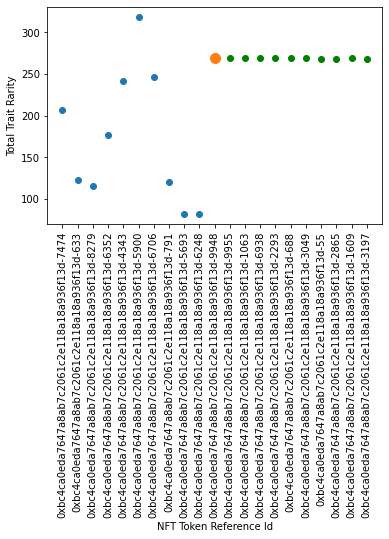 300
250
200
150
100
Total Trait Rarity
0xbc4ca0eda7647a8ab7c2061c2e118a18a936f13d-7474
0xbc4ca0eda7647a8ab7c2061c2e118a18a936f13d-633
0xbc4ca0eda7647a8ab7c2061c2e118a18a936f13d-8279
0xbc4ca0eda7647a8ab7c2061c2e118a18a936f13d-6352
0xbc4ca0eda7647a8ab7c2061c2e118a18a936f13d-4343
0xbc4ca0eda7647a8ab7c2061c2e118a18a936f13d-5900
0xbc4ca0eda7647a8ab7c2061c2e118a18a936f13d-6706
0xbc4ca0eda7647a8ab7c2061c2e118a18a936f13d-791
0xbc4ca0eda7647a8ab7c2061c2e118a18a936f13d-5693
0xbc4ca0eda7647a8ab7c2061c2e118a18a936f13d-6248
0xbc4ca0eda7647a8ab7c2061c2e118a18a936f13d-9948
0xbc4ca0eda7647a8ab7c2061c2e118a18a936f13d-9955
0xbc4ca0eda7647a8ab7c2061c2e118a18a936f13d-1063
0xbc4ca0eda7647a8ab7c2061c2e118a18a936f13d-6938
0xbc4ca0eda7647a8ab7c2061c2e118a18a936f13d-2293
0xbc4ca0eda7647a8ab7c2061c2e118a18a936f13d-688
0xbc4ca0eda7647a8ab7c2061c2e118a18a936f13d-3049
0xbc4ca0eda7647a8ab7c2061c2e118a18a936f13d-55
0xbc4ca0eda7647a8ab7c2061c2e118a18a936f13d-2865
0xbc4ca0eda7647a8ab7c2061c2e118a18a936f13d-1609
0xbc4ca0eda7647a8ab7c2061c2e118a18a936f13d-3197
NFT Token Reference Id